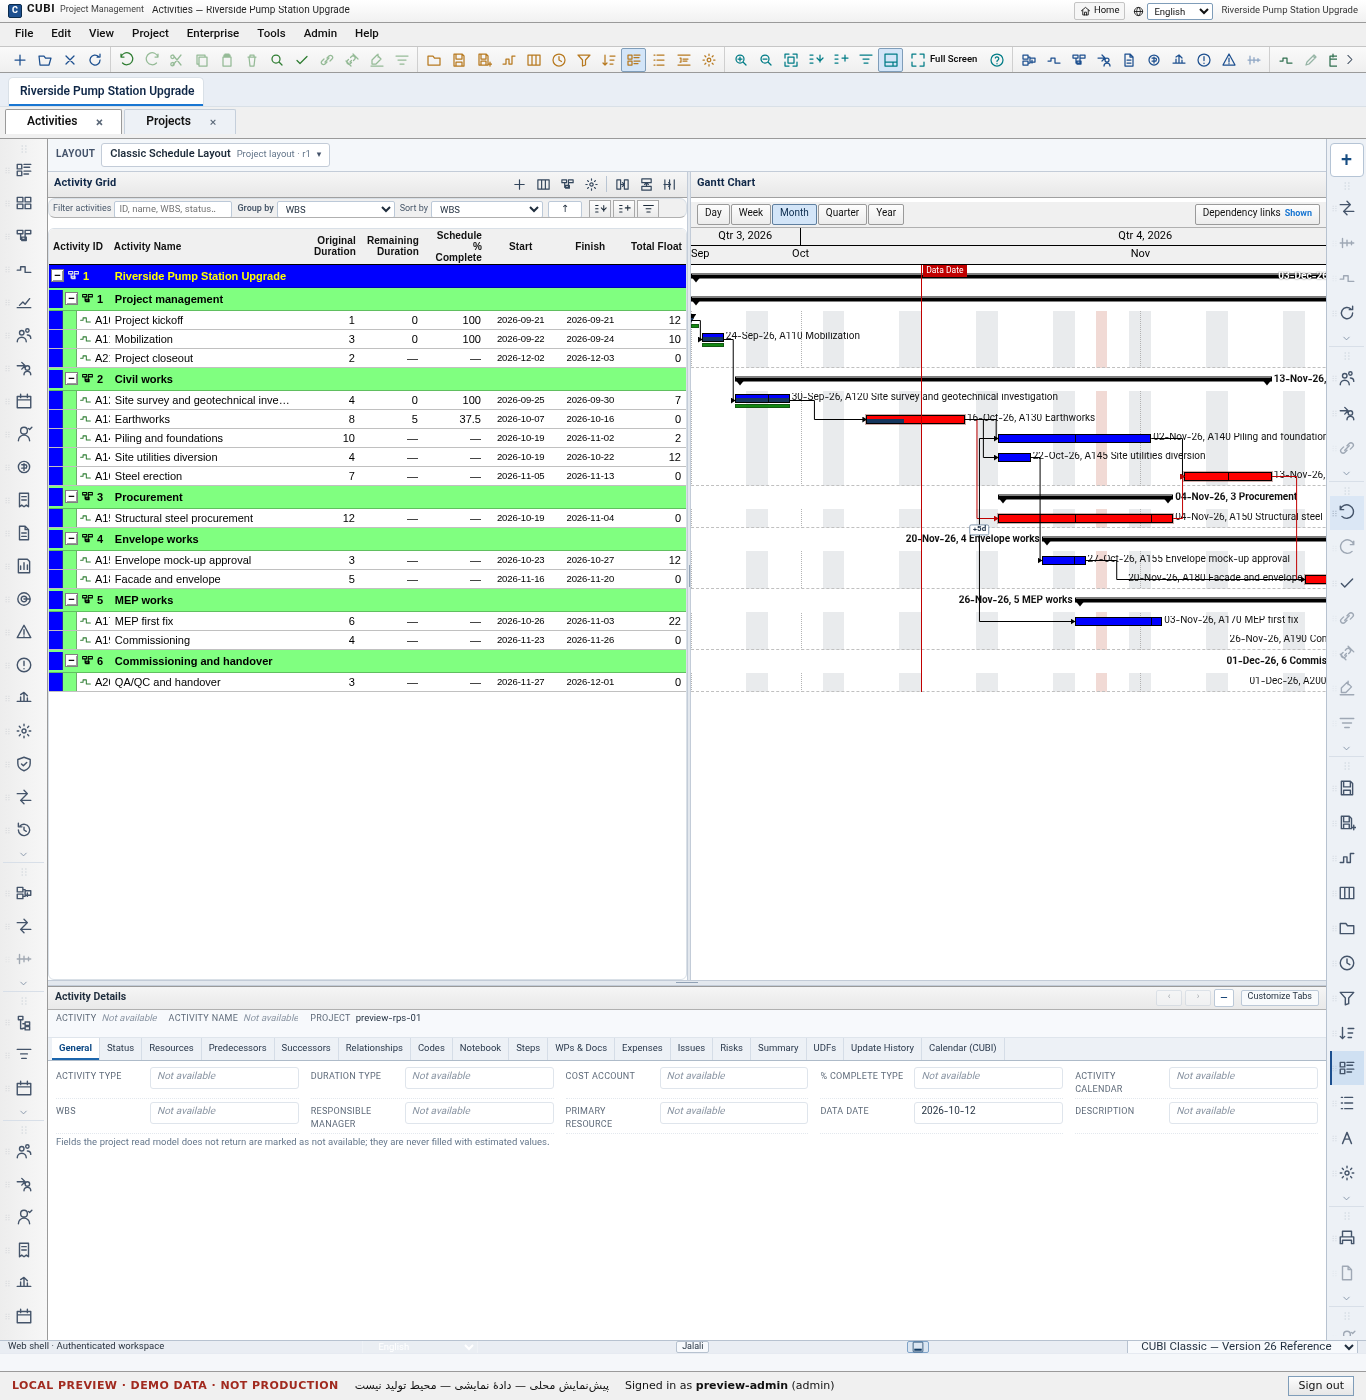 CUBI Project Management Activities — Riverside Pump Station Upgrade Home English Riverside Pump Station Upgrade
File Edit View Project Enterprise Tools Admin Help
Full Screen
Riverside Pump Station Upgrade
Activities × Projects ×
LAYOUT Classic Schedule Layout Project layout · r1
Activity Grid
Gantt Chart
Filter activities ID, name, WBS, status.. Group by WBS Sort by WBS
Day Week Month Quarter Year Dependency links Shown
Activity ID Activity Name Original Duration Remaining Duration Schedule % Complete Start Finish Total Float
Qtr 3, 2026 Qtr 4, 2026
Sep Oct Nov
Data Date
1 Riverside Pump Station Upgrade 03-Dec-26
1 Project management
Project kickoff 1 0 100 2026-09-21 2026-09-21 12
Mobilization 3 0 100 2026-09-22 2026-09-24 10 24-Sep-26, A110 Mobilization
Project closeout 2 — — 2026-12-02 2026-12-03 0
2 Civil works 13-Nov-26,
Site survey and geotechnical inve… 4 0 100 2026-09-25 2026-09-30 7 30-Sep-26, A120 Site survey and geotechnical investigation
Earthworks 8 5 37.5 2026-10-07 2026-10-16 0 16-Oct-26, A130 Earthworks
Piling and foundations 10 — — 2026-10-19 2026-11-02 2 02-Nov-26, A140 Piling and foundation
Site utilities diversion 4 — — 2026-10-19 2026-10-22 12 22-Oct-26, A145 Site utilities diversion
Steel erection 7 — — 2026-11-05 2026-11-13 0 13-Nov-26,
3 Procurement 04-Nov-26, 3 Procurement
Structural steel procurement 12 — — 2026-10-19 2026-11-04 0 04-Nov-26, A150 Structural steel
+5d
4 Envelope works 20-Nov-26, 4 Envelope works
Envelope mock-up approval 3 — — 2026-10-23 2026-10-27 12 27-Oct-26, A155 Envelope mock-up approval
Facade and envelope 5 — — 2026-11-16 2026-11-20 0 20-Nov-26, A180 Facade and envelope
5 MEP works 26-Nov-26, 5 MEP works
MEP first fix 6 — — 2026-10-26 2026-11-03 22 03-Nov-26, A170 MEP first fix
Commissioning 4 — — 2026-11-23 2026-11-26 0 26-Nov-26, A190 Con
6 Commissioning and handover 01-Dec-26, 6 Commis
QA/QC and handover 3 — — 2026-11-27 2026-12-01 0 01-Dec-26, A200
Activity Details Customize Tabs
ACTIVITY Not available ACTIVITY NAME Not available PROJECT preview-rps-01
General Status Resources Predecessors Successors Relationships Codes Notebook Steps WPs & Docs Expenses Issues Risks Summary UDFs Update History Calendar (CUBI)
ACTIVITY TYPE Not available DURATION TYPE Not available COST ACCOUNT Not available % COMPLETE TYPE Not available ACTIVITY CALENDAR Not available
WBS Not available RESPONSIBLE MANAGER Not available PRIMARY RESOURCE Not available DATA DATE 2026-10-12 DESCRIPTION Not available
Fields the project read model does not return are marked as not available; they are never filled with estimated values.
Web shell · Authenticated workspace English Jalali CUBI Classic — Version 26 Reference
LOCAL PREVIEW · DEMO DATA · NOT PRODUCTION پیش‌نمایش محلی — دادهٔ نمایشی — محیط تولید نیست Signed in as preview-admin (admin) Sign out